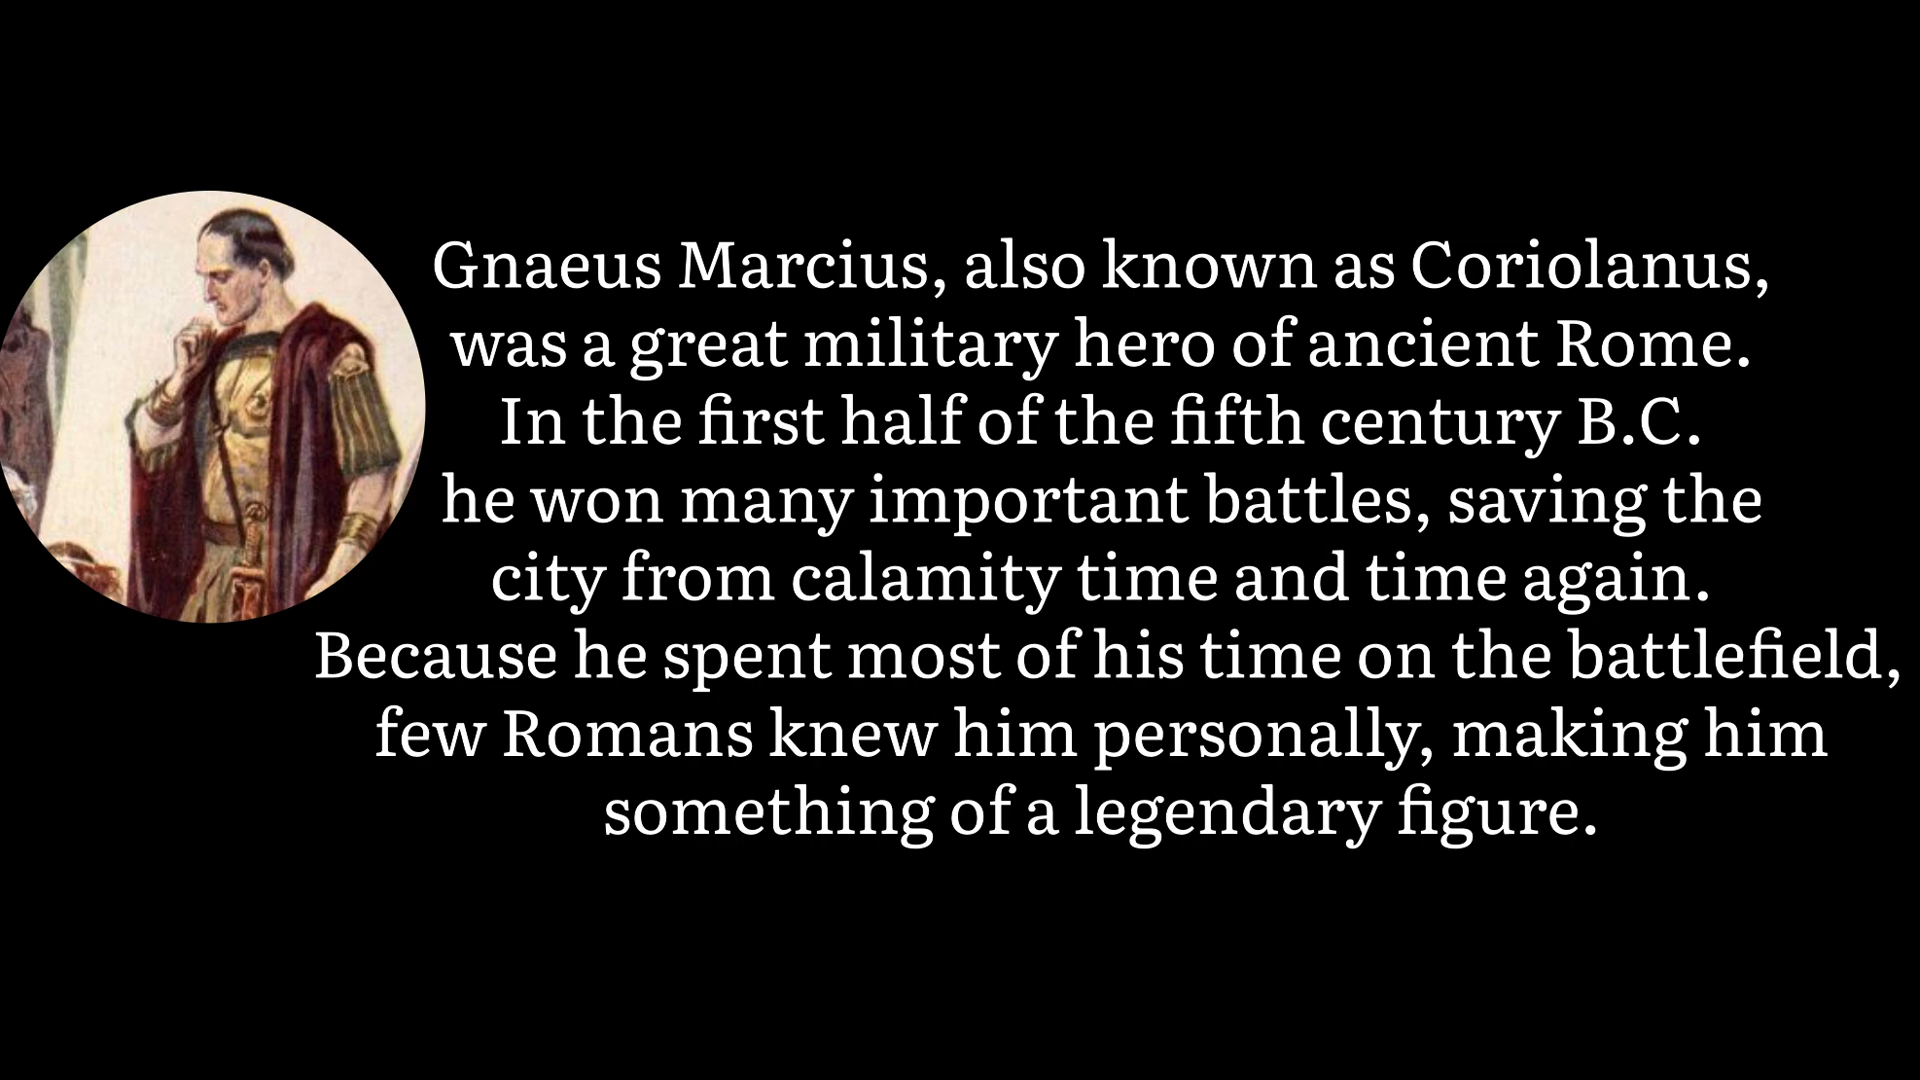 Gnaeus Marcius, also known as Coriolanus,
was a great military hero of ancient Rome.
In the first half of the fifth century B.C.
he won many important battles, saving the
city from calamity time and time again.
Because he spent most of his time on the battlefield,
few Romans knew him personally, making him
something of a legendary figure.